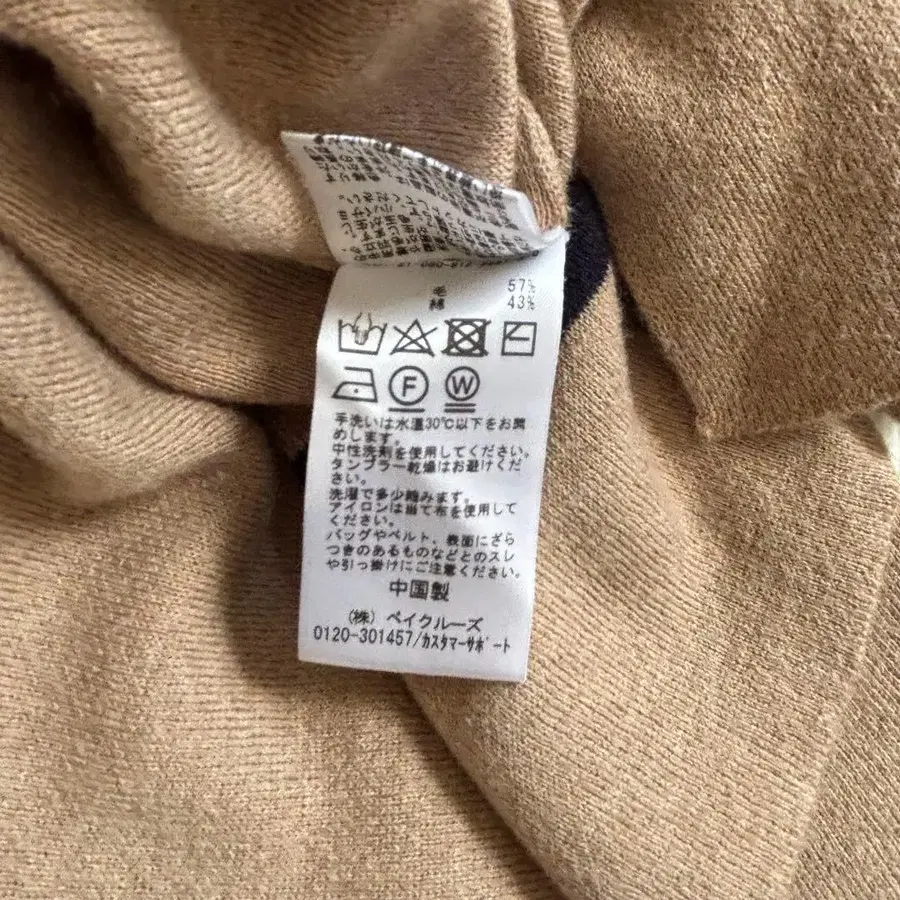 毛 57%
綿 43%
F W
手洗いは水温30℃以下をお薦
めします。
中性洗剤を使用してください。
タンブラー乾燥はお避けくだ
さい。
洗濯で多少縮みます。
アイロンは当て布を使用して
ください。
バッグやベルト、表面にざら
つきのあるものなどとのスレ
や引っ掛けにご注意ください。
中国製
(株) ベイクルーズ
0120-301457/カスタマーサポート